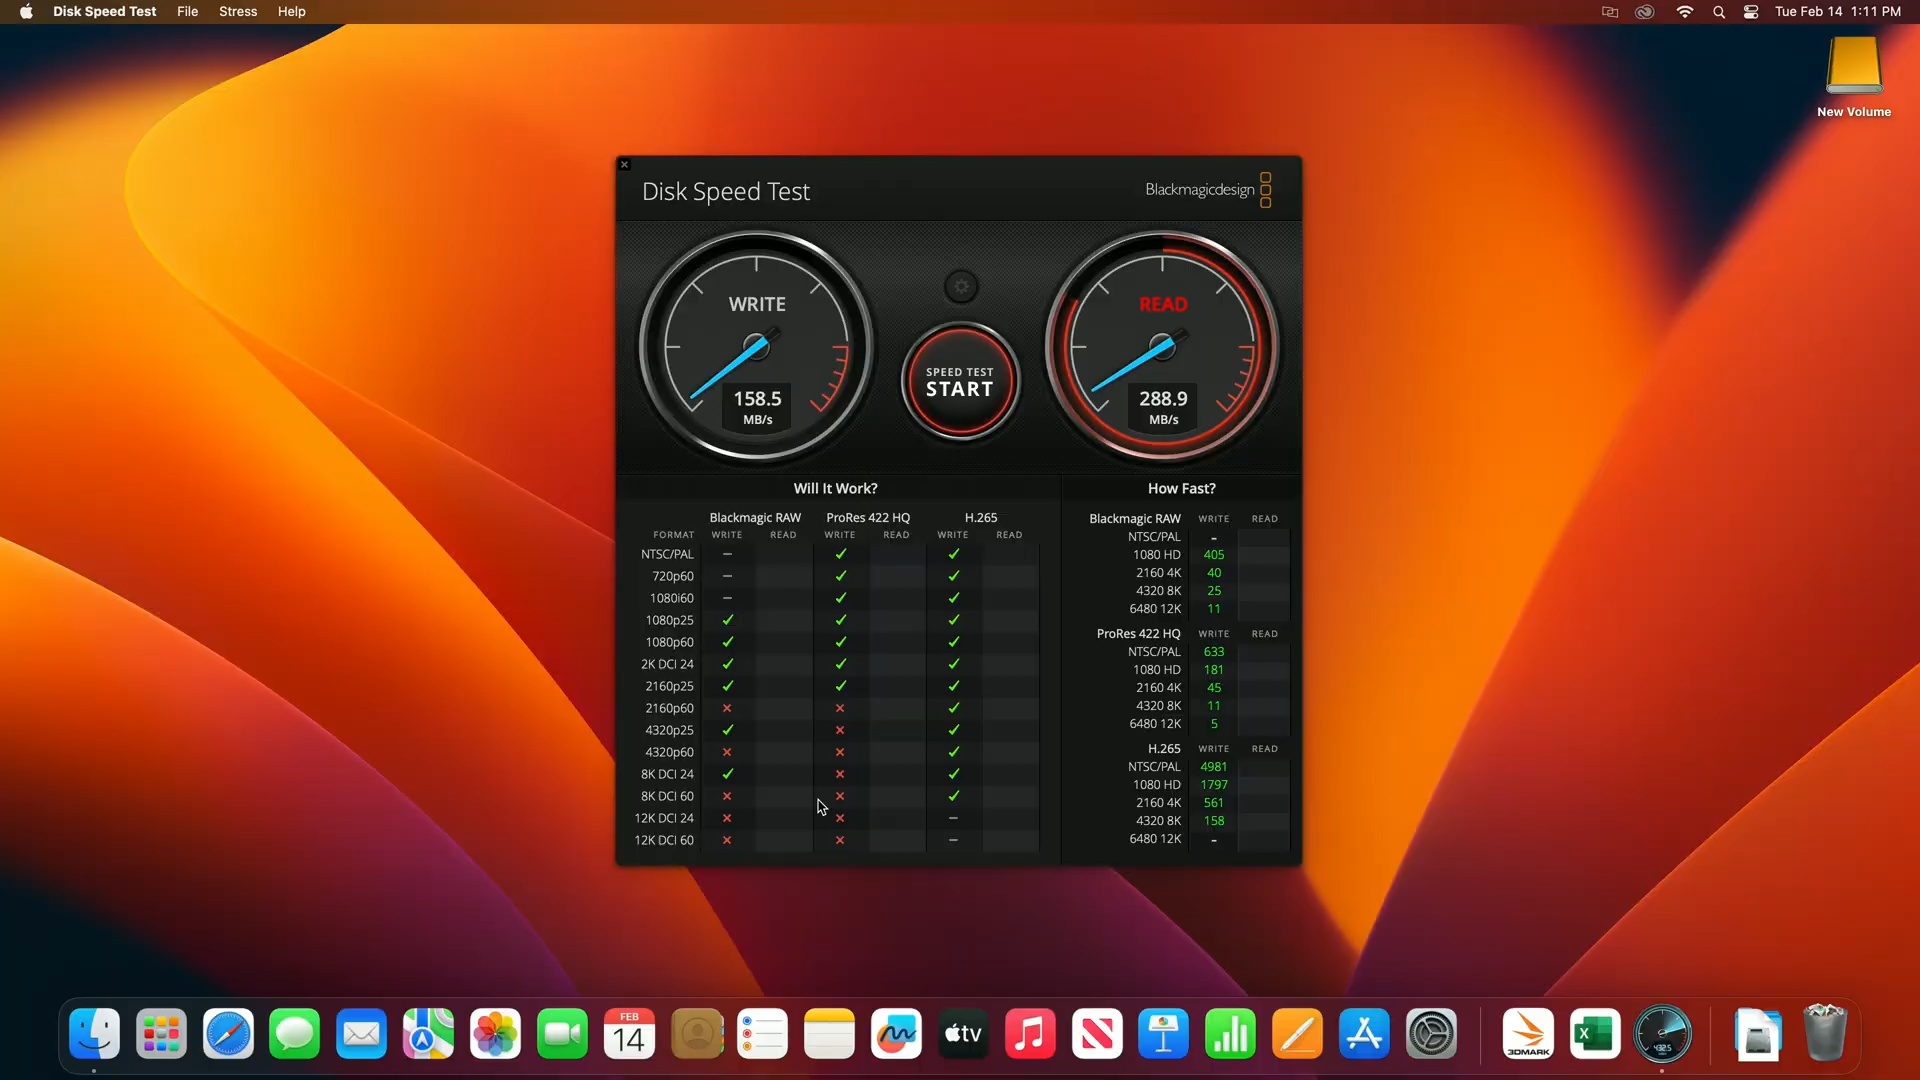 Disk Speed Test File Stress Help Tue Feb 14 1:11 PM
New Volume
Disk Speed Test Blackmagicdesign
WRITE
158.5
MB/s
SPEED TEST
START
READ
288.9
MB/s
Will It Work?
Blackmagic RAW ProRes 422 HQ H.265
FORMAT WRITE READ WRITE READ WRITE READ
NTSC/PAL – ✓ ✓
720p60 – ✓ ✓
1080i60 – ✓ ✓
1080p25 ✓ ✓ ✓
1080p60 ✓ ✓ ✓
2K DCI 24 ✓ ✓ ✓
2160p25 ✓ ✓ ✓
2160p60 × × ✓
4320p25 ✓ × ✓
4320p60 × × ✓
8K DCI 24 ✓ × ✓
8K DCI 60 × × ✓
12K DCI 24 × × –
12K DCI 60 × × –
How Fast?
Blackmagic RAW WRITE READ
NTSC/PAL -
1080 HD 405
2160 4K 40
4320 8K 25
6480 12K 11
ProRes 422 HQ WRITE READ
NTSC/PAL 633
1080 HD 181
2160 4K 45
4320 8K 11
6480 12K 5
H.265 WRITE READ
NTSC/PAL 4981
1080 HD 1797
2160 4K 561
4320 8K 158
6480 12K -
FEB
14
tv
3DMARK
X
432.5